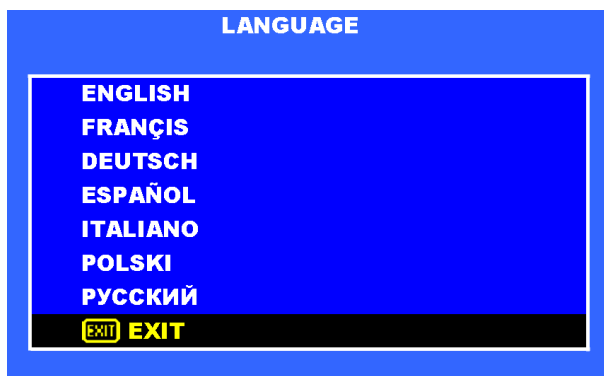 LANGUAGE
ENGLISH
FRANÇIS
DEUTSCH
ESPAÑOL
ITALIANO
POLSKI
РУССКИЙ
EXIT EXIT